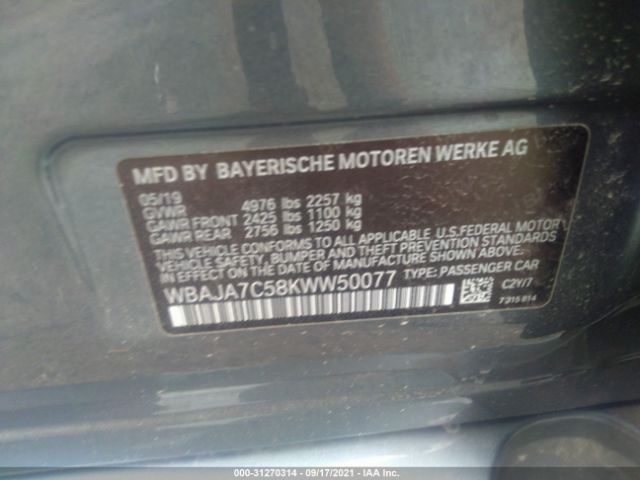 MFD BY BAYERISCHE MOTOREN WERKE AG
05/19
GVWR 4976 lbs 2257 kg
GAWR FRONT 2425 lbs 1100 kg
GAWR REAR 2756 lbs 1250 kg
THIS VEHICLE CONFORMS TO ALL APPLICABLE U.S. FEDERAL MOTOR
VEHICLE SAFETY, BUMPER AND THEFT PREVENTION STANDARDS
IN EFFECT ON THE DATE OF MANUFACTURE SHOWN ABOVE.
WBAJA7C58KWW50077 TYPE: PASSENGER CAR
C2Y/7
7 315 814
000-31270314 - 09/17/2021 - IAA Inc.